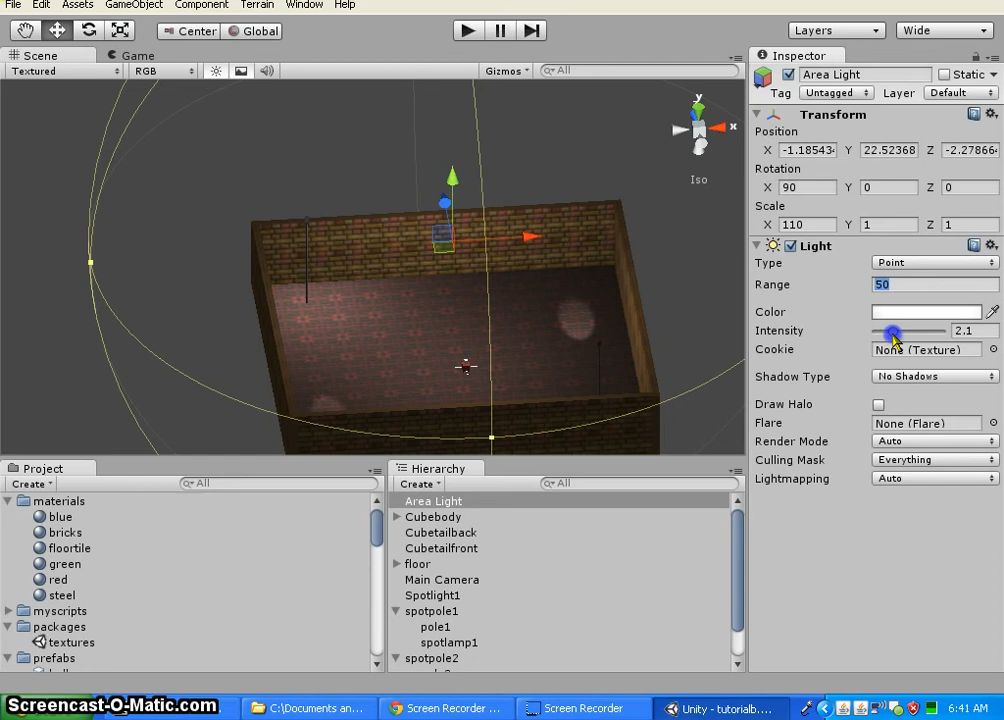 File Edit Assets GameObject Component Terrain Window Help
Center Global Layers Wide
Scene Game Inspector
Textured RGB Gizmos All
Area Light Static
Tag Untagged Layer Default
Transform
Position
X -1.1853 Y 22.52368 Z -2.27866
Rotation
X 90 Y 0 Z 0
Scale
X 110 Y 1 Z 1
Light
Type Point
Range 50
Color
Intensity 2.1
Cookie None (Texture)
Shadow Type No Shadows
Draw Halo
Flare None (Flare)
Render Mode Auto
Culling Mask Everything
Lightmapping Auto
y
x
Iso
Project
Create All
materials
blue
bricks
floortile
green
red
steel
myscripts
packages
textures
prefabs
Hierarchy
Create All
Area Light
Cubebody
Cubetailback
Cubetailfront
floor
Main Camera
Spotlight1
spotpole1
pole1
spotlamp1
spotpole2
Screencast-O-Matic.com C:\Documents an... Screen Recorder ... Screen Recorder Unity - tutorialb... 6:41 AM